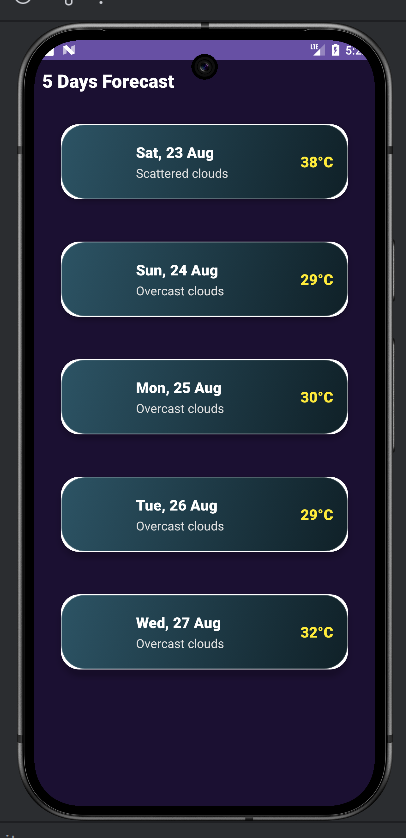 LTE
5 Days Forecast
Sat, 23 Aug
Scattered clouds
38°C
Sun, 24 Aug
Overcast clouds
29°C
Mon, 25 Aug
Overcast clouds
30°C
Tue, 26 Aug
Overcast clouds
29°C
Wed, 27 Aug
Overcast clouds
32°C